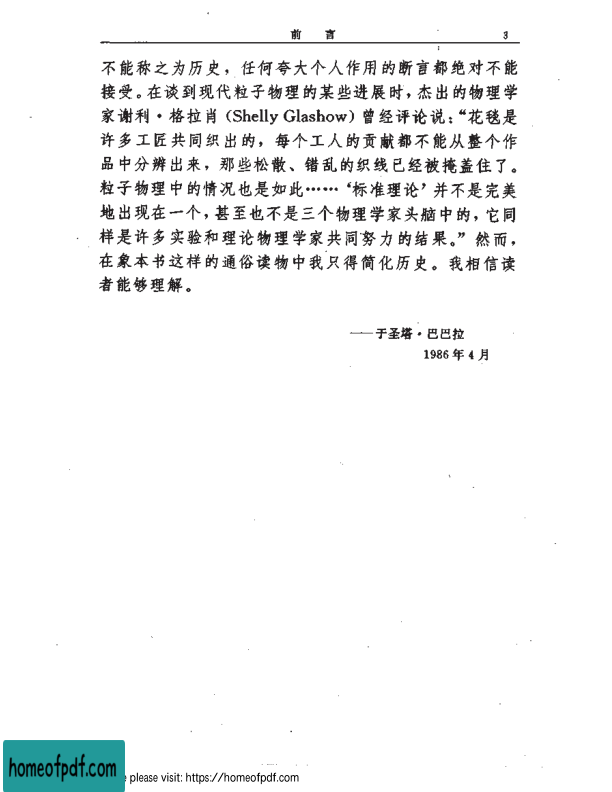 前 言 3
不能称之为历史，任何夸大个人作用的断言都绝对不能
接受。在谈到现代粒子物理的某些进展时，杰出的物理学
家谢利·格拉肖（Shelly Glashow）曾经评论说：“花毯是
许多工匠共同织出的，每个工人的贡献都不能从整个作
品中分辨出来，那些松散、错乱的织线已经被掩盖住了。
粒子物理中的情况也是如此……‘标准理论’并不是完美
地出现在一个，甚至也不是三个物理学家头脑中的，它同
样是许多实验和理论物理学家共同努力的结果。”然而，
在象本书这样的通俗读物中我只得简化历史。我相信读
者能够理解。
——于圣塔·巴巴拉
1986年4月
homeofpdf.com
please visit: https://homeofpdf.com